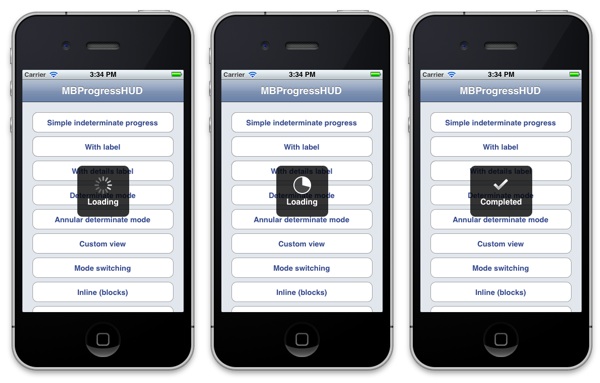 Carrier 3:34 PM
MBProgressHUD
Simple indeterminate progress
With label
With details label
Determinate mode
Loading
Annular determinate mode
Custom view
Mode switching
Inline (blocks)
Carrier 3:34 PM
MBProgressHUD
Simple indeterminate progress
With label
With details label
Determinate mode
Loading
Annular determinate mode
Custom view
Mode switching
Inline (blocks)
Carrier 3:34 PM
MBProgressHUD
Simple indeterminate progress
With label
With details label
Determinate mode
Completed
Annular determinate mode
Custom view
Mode switching
Inline (blocks)